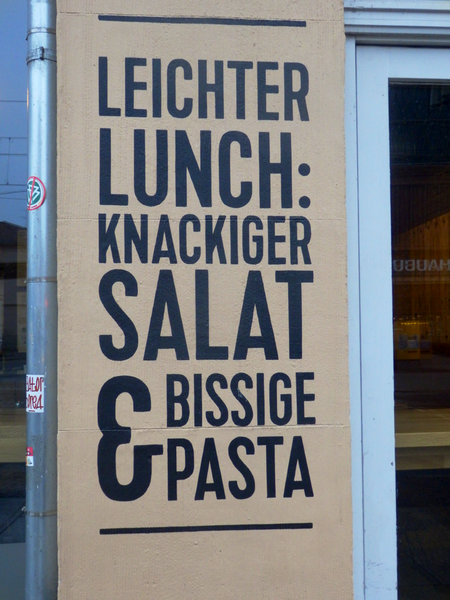 LEICHTER
LUNCH:
KNACKIGER
SALAT
& BISSIGE
PASTA